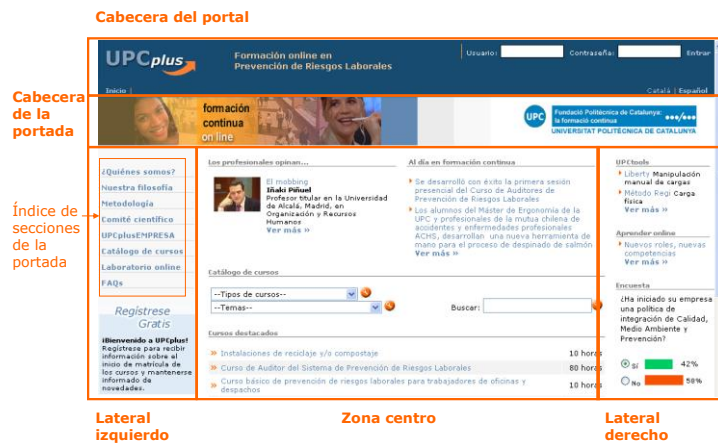 Cabecera del portal
UPCplus
Formación online en
Prevención de Riesgos Laborales
Usuario:
Contraseña:
Entrar
Inicio |
Català | Español
Cabecera
de la
portada
formación
continua
on line
UPC
Fundació Politècnica de Catalunya:
la formació contínua
UNIVERSITAT POLITÈCNICA DE CATALUNYA
Índice de
secciones
de la
portada
¿Quiénes somos?
Nuestra filosofía
Metodología
Comité científico
UPCplusEMPRESA
Catálogo de cursos
Laboratorio online
FAQs
Regístrese
Gratis
¡Bienvenido a UPCplus!
Regístrese para recibir
información sobre el
inicio de matrícula de
los cursos y mantenerse
informado de
novedades.
Los profesionales opinan...
El mobbing
Iñaki Piñuel
Profesor titular en la Universidad
de Alcalá, Madrid, en
Organización y Recursos
Humanos
Ver más »
Al día en formación continua
Se desarrolló con éxito la primera sesión
presencial del Curso de Auditores de
Prevención de Riesgos Laborales
Los alumnos del Máster de Ergonomia de la
UPC y profesionales de la mutua chilena de
accidentes y enfermedades profesionales
ACHS, desarrollan una nueva herramienta de
mano para el proceso de despinado de salmón
Ver más »
Catálogo de cursos
--Tipos de cursos--
--Temas--
Buscar:
Cursos destacados
» Instalaciones de reciclaje y/o compostaje 10 horas
» Curso de Auditor del Sistema de Prevención de Riesgos Laborales 80 horas
» Curso básico de prevención de riesgos laborales para trabajadores de oficinas y
despachos 10 horas
UPCtools
Liberty Manipulación
manual de cargas
Método Regi Carga
física
Ver más »
Aprender online
Nuevos roles, nuevas
competencias
Ver más »
Encuesta
¿Ha iniciado su empresa
una política de
integración de Calidad,
Medio Ambiente y
Prevención?
Sí 42%
No 58%
Lateral
izquierdo
Zona centro
Lateral
derecho